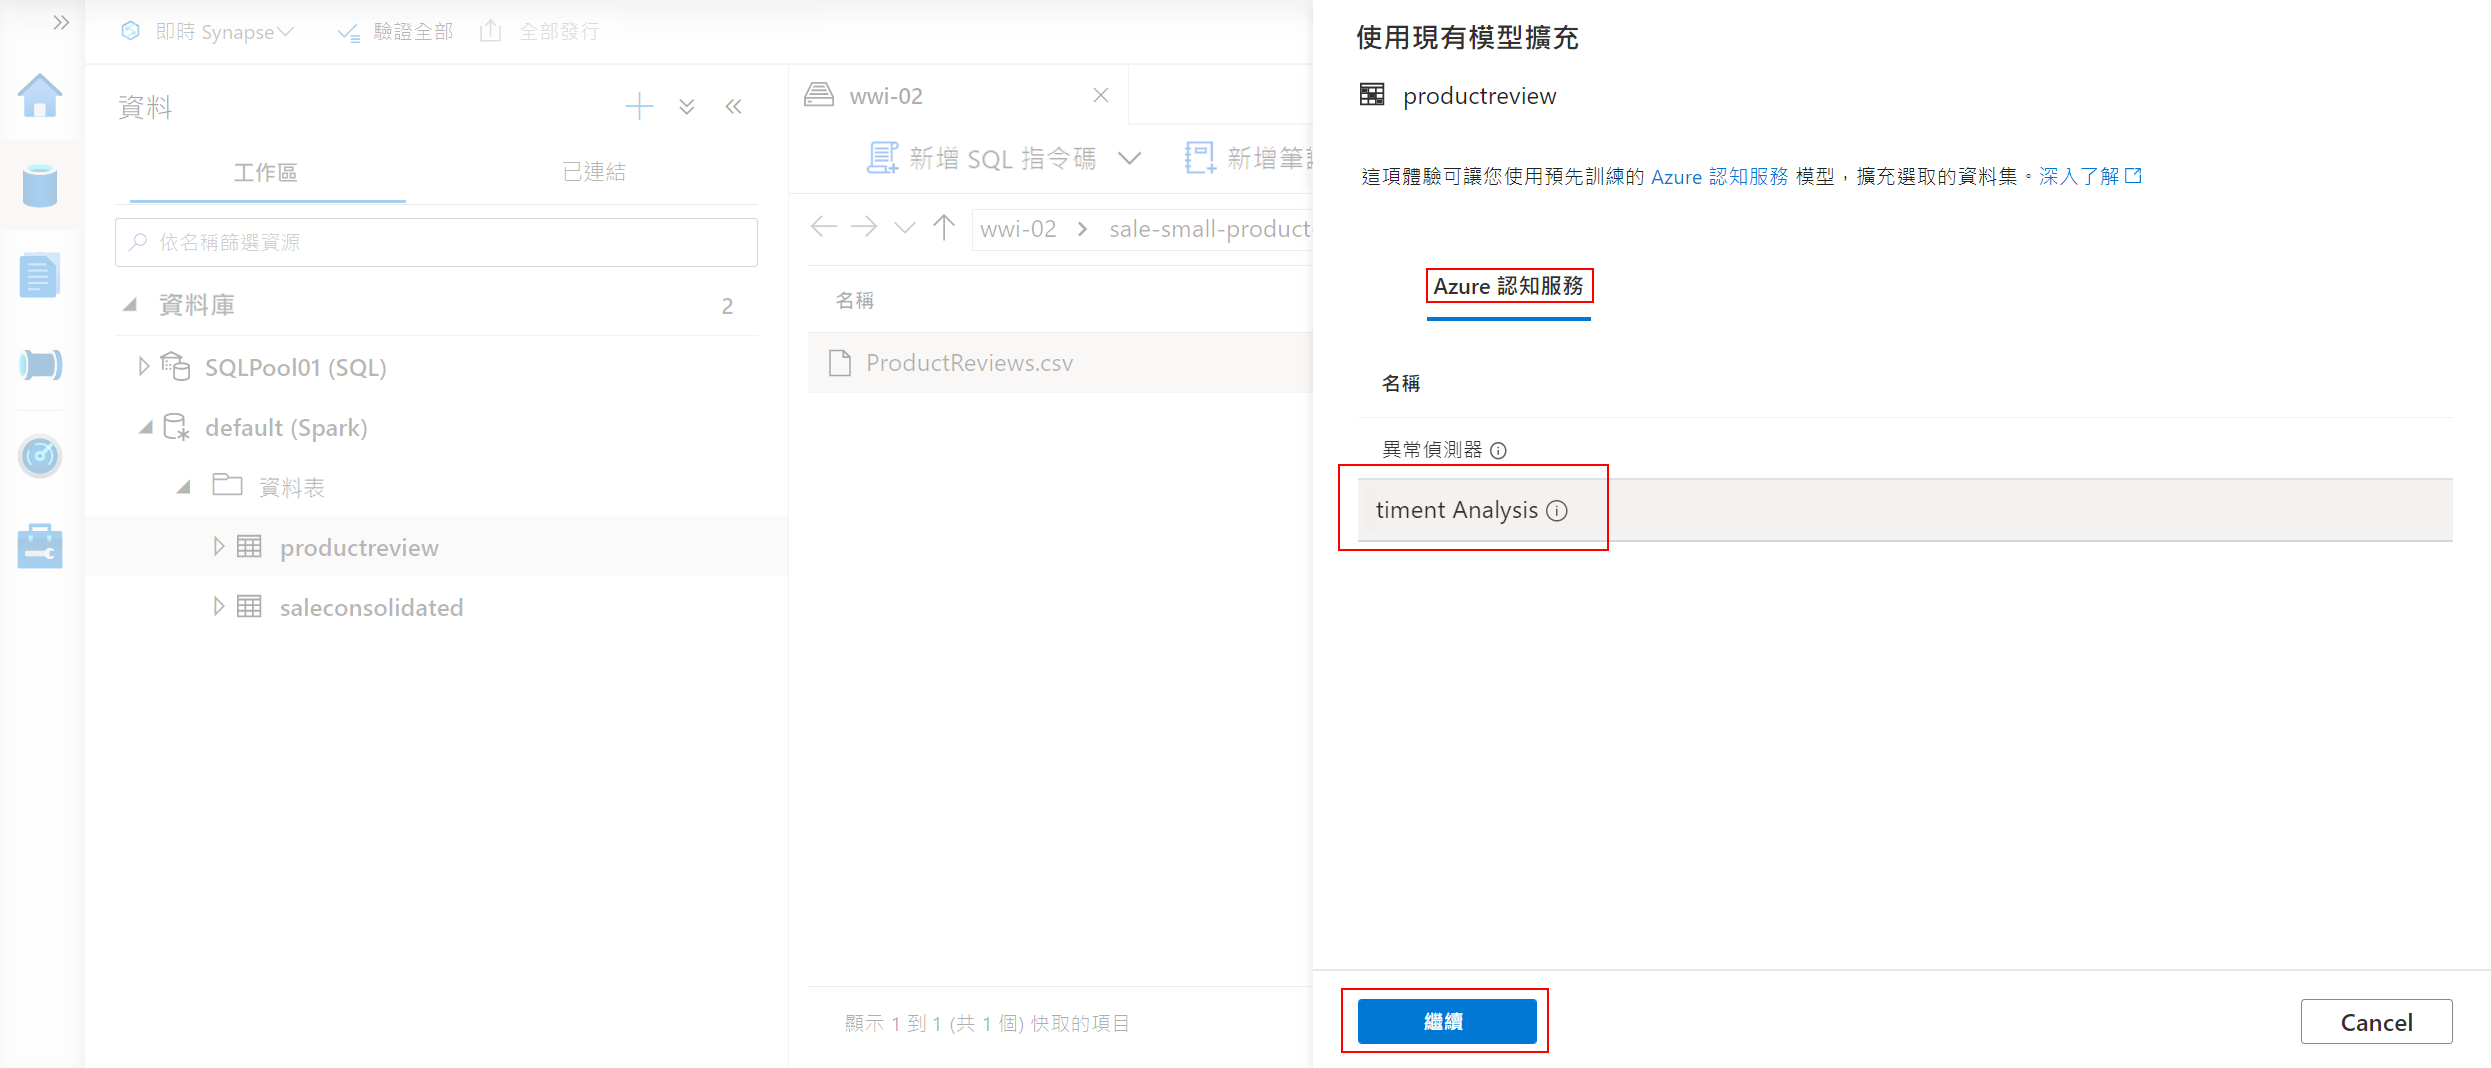 即時 Synapse
驗證全部
全部發行
資料
工作區
已連結
依名稱篩選資源
資料庫
2
SQLPool01 (SQL)
default (Spark)
資料表
productreview
saleconsolidated
wwi-02
新增 SQL 指令碼
新增筆
wwi-02
sale-small-product
名稱
ProductReviews.csv
顯示 1 到 1 (共 1 個) 快取的項目
使用現有模型擴充
productreview
這項體驗可讓您使用預先訓練的 Azure 認知服務 模型，擴充選取的資料集。深入了解
Azure 認知服務
名稱
異常偵測器
timent Analysis
繼續
Cancel